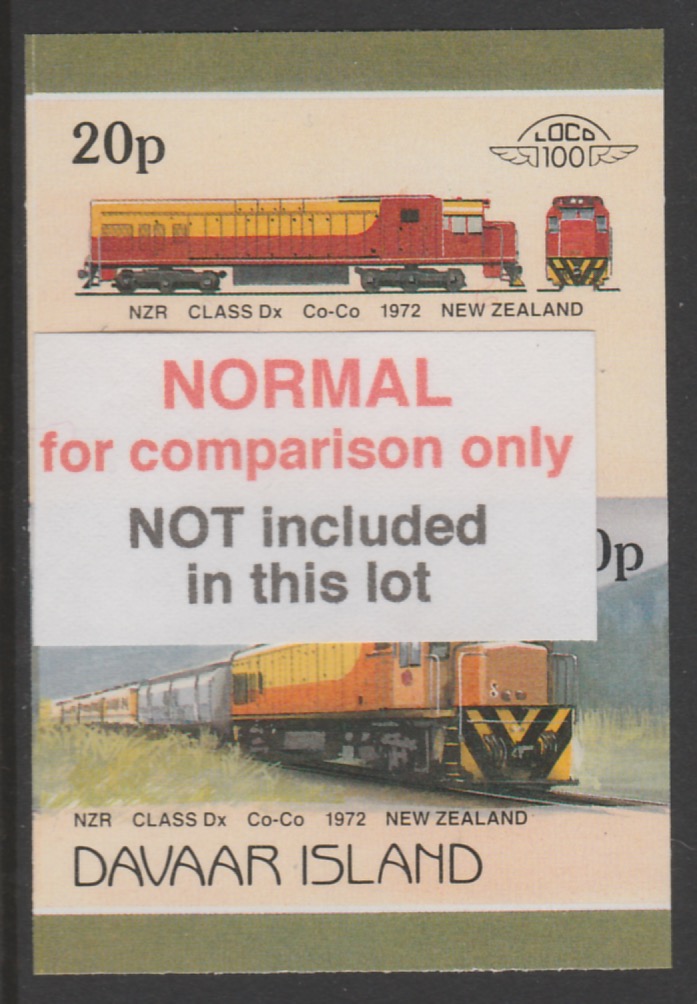 20p
LOCO
100
NZR CLASS Dx Co-Co 1972 NEW ZEALAND
NORMAL
for comparison only
NOT included
in this lot
0p
NZR CLASS Dx Co-Co 1972 NEW ZEALAND
DAVAAR ISLAND